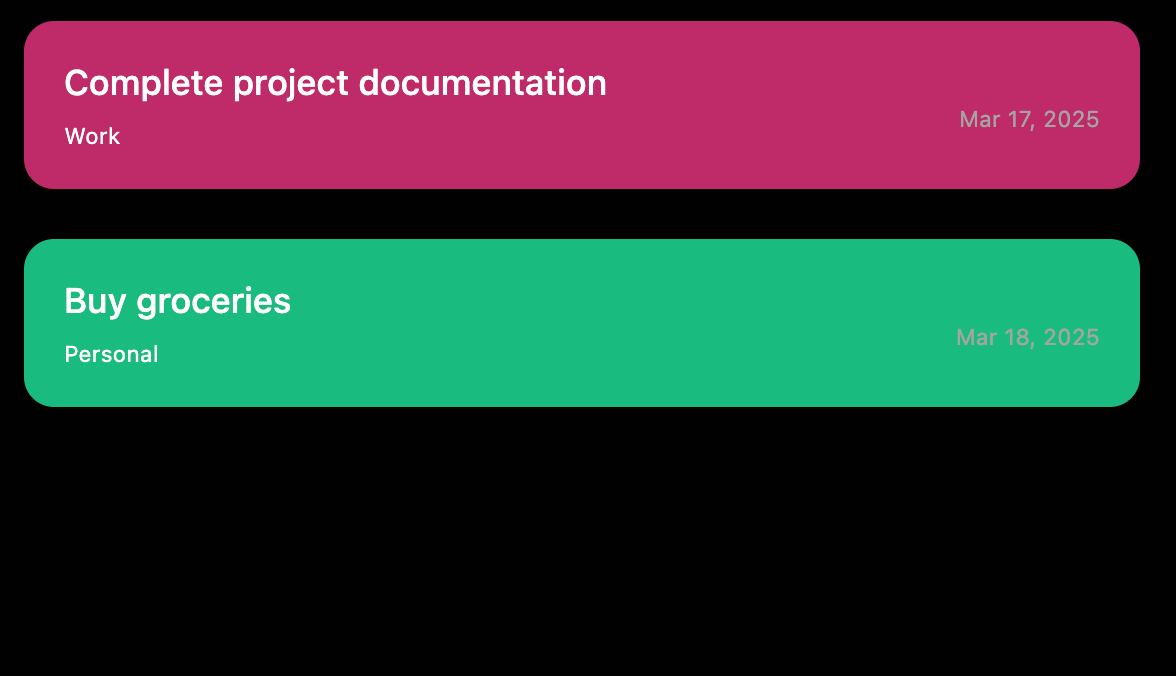 Complete project documentation
Work
Mar 17, 2025
Buy groceries
Personal
Mar 18, 2025